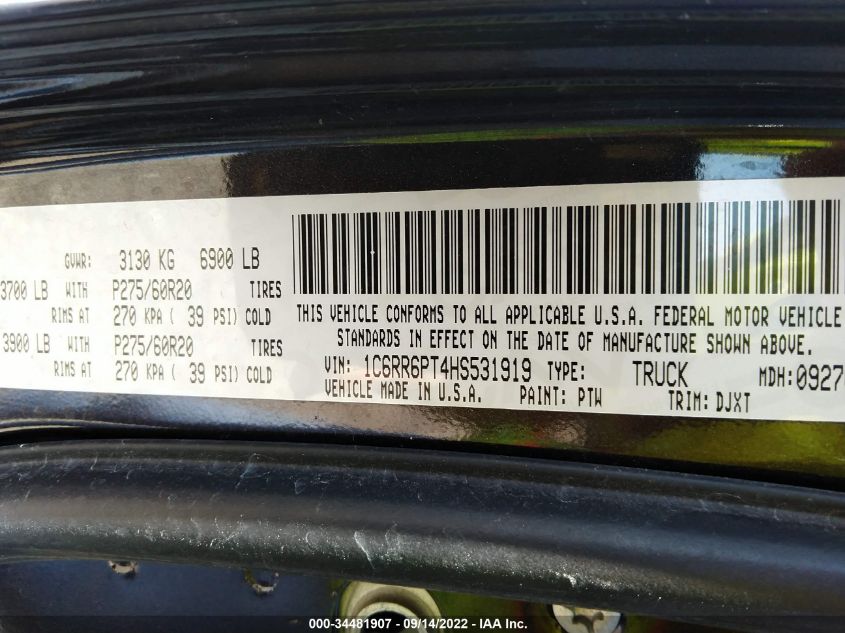 GVWR: 3130 KG 6900 LB
3700 LB WITH P275/60R20 TIRES
RIMS AT 270 KPA ( 39 PSI) COLD
3900 LB WITH P275/60R20 TIRES
RIMS AT 270 KPA ( 39 PSI) COLD
THIS VEHICLE CONFORMS TO ALL APPLICABLE U.S.A. FEDERAL MOTOR VEHICLE
STANDARDS IN EFFECT ON THE DATE OF MANUFACTURE SHOWN ABOVE.
VIN: 1C6RR6PT4HS531919 TYPE: TRUCK MDH: 0927
VEHICLE MADE IN U.S.A. PAINT: PTW TRIM: DJXT
000-34481907 - 09/14/2022 - IAA Inc.